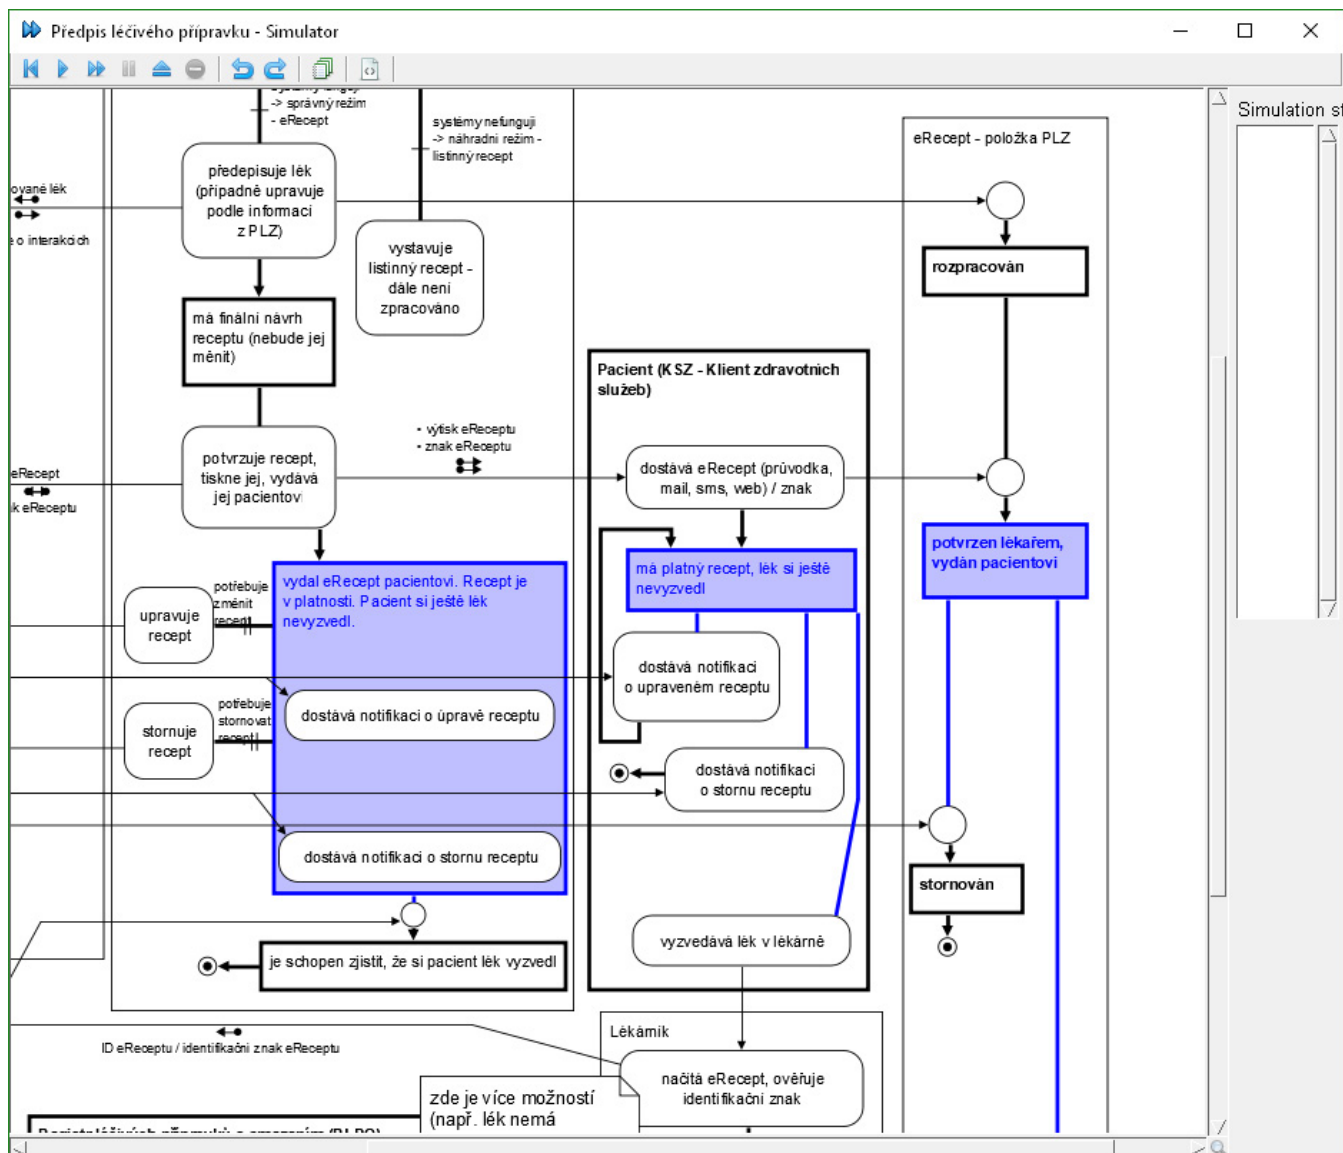 Předpis léčivého přípravku - Simulator
Simulation st
-> správný režim
- eRecept
systémy nefungují
-> náhradní režim -
listinný recept
eRecept - položka PLZ
předepisuje lék
(případně upravuje
podle informací
z PLZ)
ované lék
e o interakcích
vystavuje
listinný recept -
dále není
zpracováno
rozpracován
má finální návrh
receptu (nebude jej
měnit)
Pacient (KSZ - Klient zdravotních
služeb)
• výtisk eReceptu
• znak eReceptu
potvrzuje recept,
tiskne jej, vydává
jej pacientovi
dostává eRecept (průvodka,
mail, sms, web) / znak
eRecept
k eReceptu
potvrzen lékařem,
vydán pacientovi
má platný recept, lék si ještě
nevyzvedl
vydal eRecept pacientovi. Recept je
v platnosti. Pacient si ještě lék
nevyzvedl.
potřebuje
změnit
recept
upravuje
recept
dostává notifikaci
o upraveném receptu
potřebuje
stornovat
recept
stornuje
recept
dostává notifikaci o úpravě receptu
dostává notifikaci
o stornu receptu
dostává notifikaci o stornu receptu
stornován
vyzvedává lék v lékárně
je schopen zjistit, že si pacient lék vyzvedl
Lékárník
ID eReceptu / identifikační znak eReceptu
načítá eRecept, ověřuje
identifikační znak
zde je více možností
(např. lék nemá